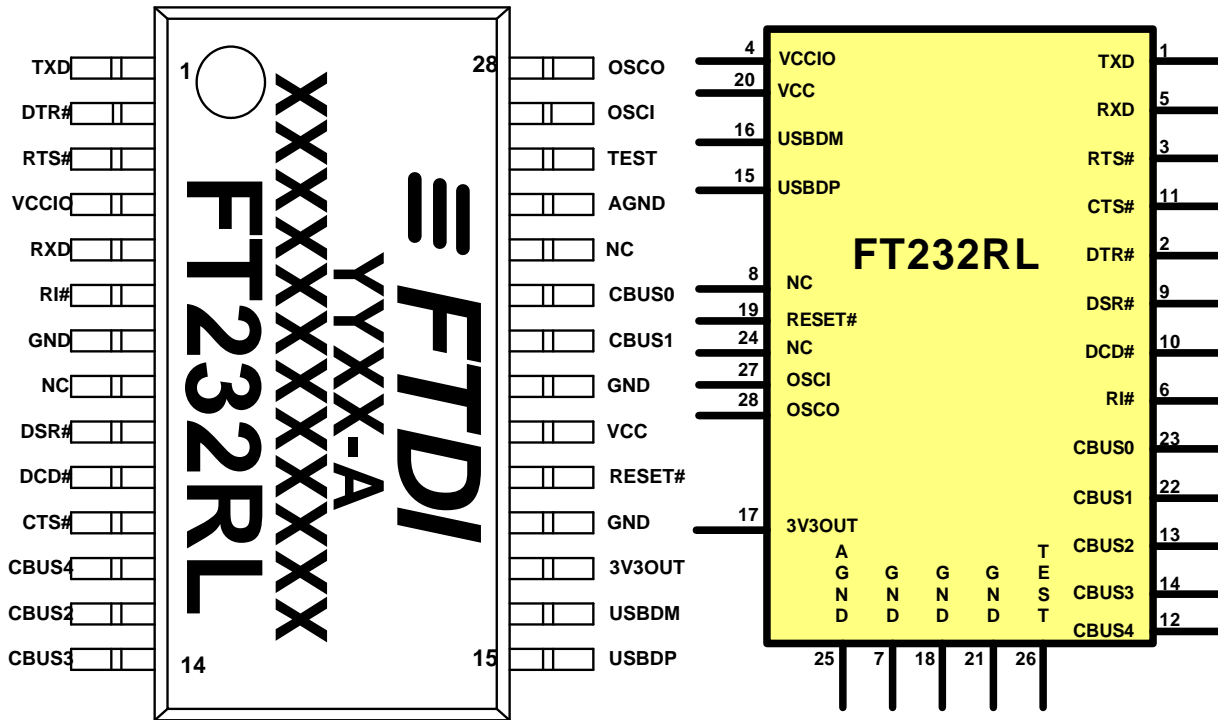 TXD
DTR#
RTS#
VCCIO
RXD
RI#
GND
NC
DSR#
DCD#
CTS#
CBUS4
CBUS2
CBUS3
1
14
28
15
FT232RL
XXXXXXXXXXXX
YYXX-A
FTDI
OSCO
OSCI
TEST
AGND
NC
CBUS0
CBUS1
GND
VCC
RESET#
GND
3V3OUT
USBDM
USBDP
4 VCCIO
20 VCC
16 USBDM
15 USBDP
8 NC
19 RESET#
24 NC
27 OSCI
28 OSCO
17 3V3OUT
FT232RL
TXD 1
RXD 5
RTS# 3
CTS# 11
DTR# 2
DSR# 9
DCD# 10
RI# 6
CBUS0 23
CBUS1 22
CBUS2 13
CBUS3 14
CBUS4 12
AGND
GND
GND
GND
TEST
25 7 18 21 26